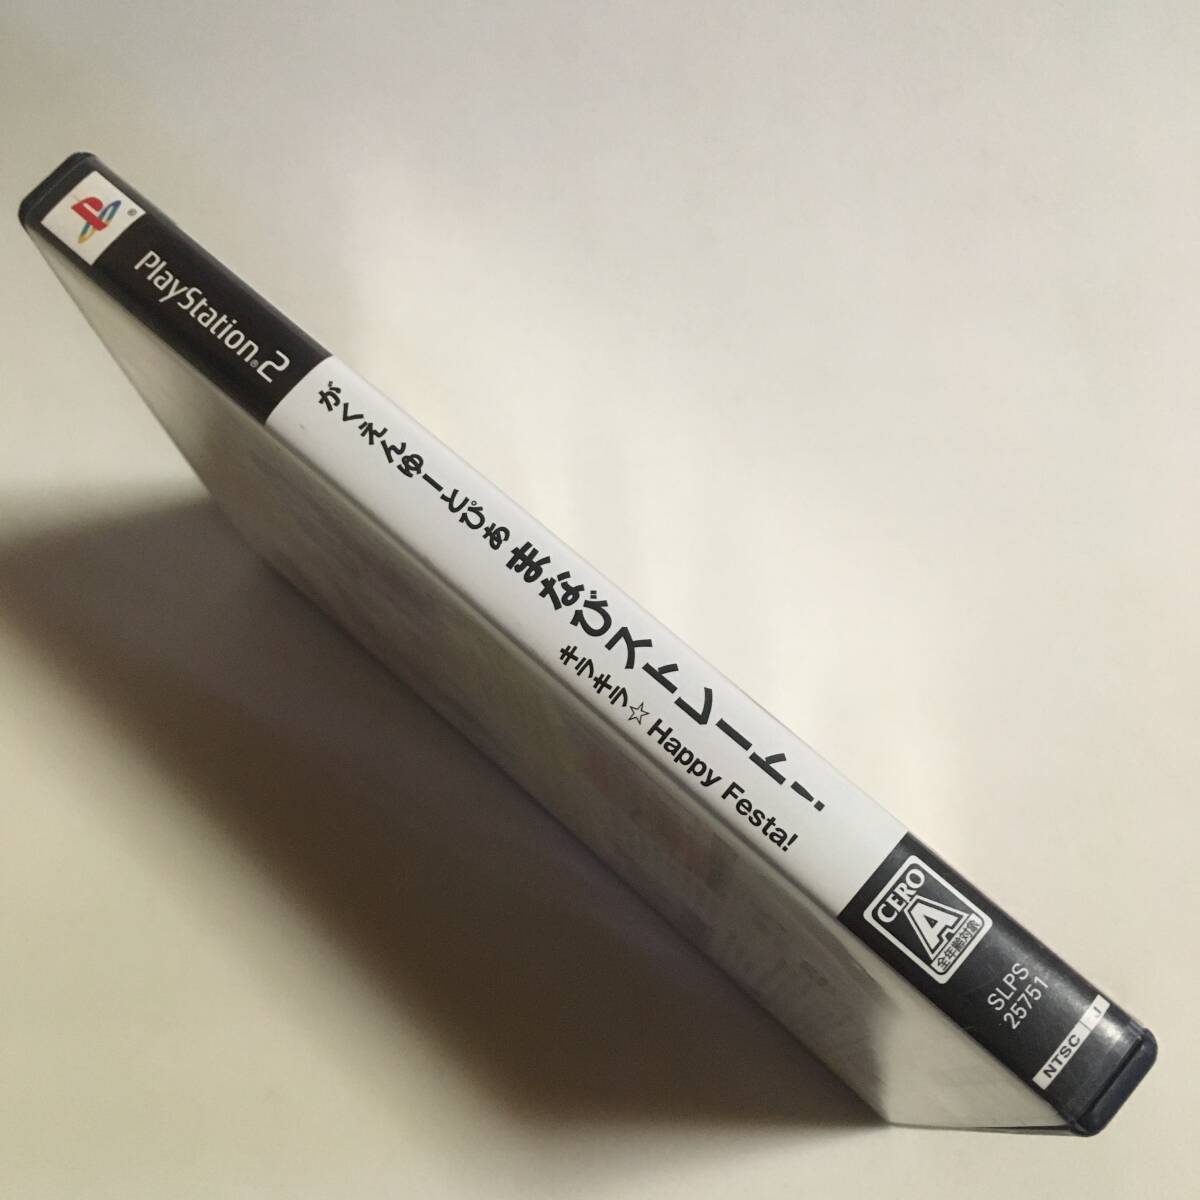 ®
PlayStation®2
がくえんゆーとぴあ まなびストレート!
キラキラ☆Happy Festa!
CERO
A
全年齢対象
SLPS
25751
NTSC J